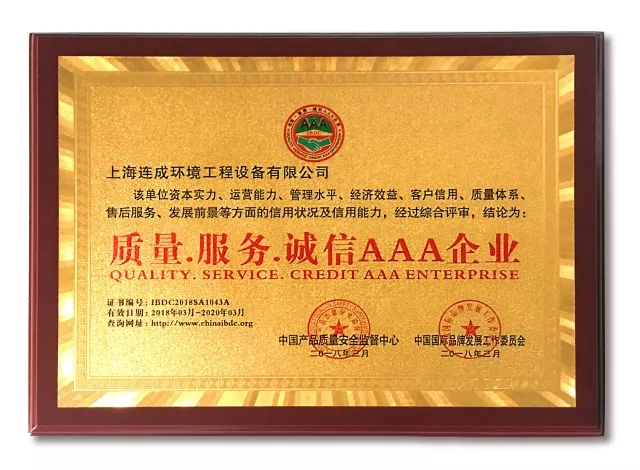 AAA
上海连成环境工程设备有限公司
该单位资本实力、运营能力、管理水平、经济效益、客户信用、质量体系、
售后服务、发展前景等方面的信用状况及信用能力，经过综合评审，结论为：
质量.服务.诚信AAA企业
QUALITY. SERVICE. CREDIT AAA ENTERPRISE
证书编号：IBDC2018SA1043A
有效日期：2018年03月-2020年03月
查询网址：http://www.chinaibdc.org
中国产品质量安全监督中心
二〇一八年三月
中国国际品牌发展工作委员会
二〇一八年三月